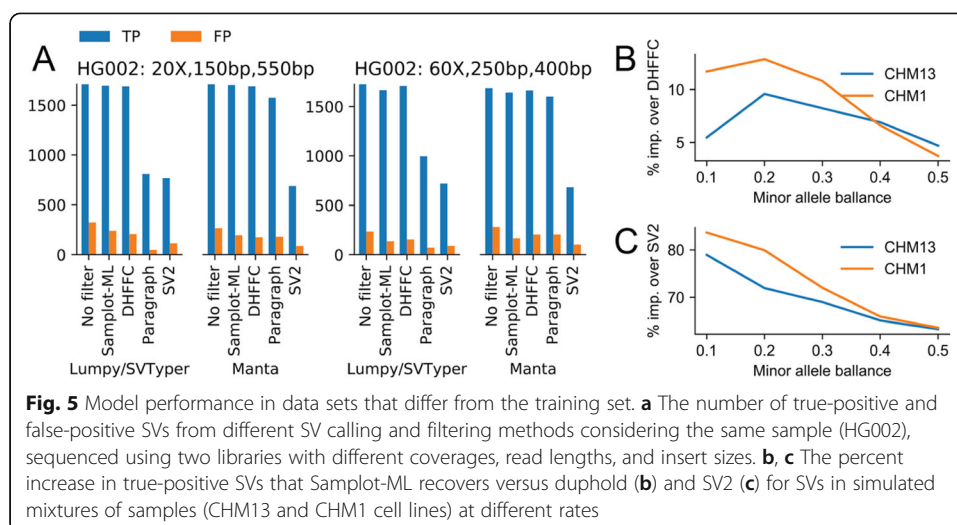 TP FP
A
HG002: 20X,150bp,550bp
HG002: 60X,250bp,400bp
1500
1000
500
0
No filter
Samplot-ML
DHFFC
Paragraph
SV2
No filter
Samplot-ML
DHFFC
Paragraph
SV2
Lumpy/SVTyper
Manta
1500
1000
500
0
No filter
Samplot-ML
DHFFC
Paragraph
SV2
No filter
Samplot-ML
DHFFC
Paragraph
SV2
Lumpy/SVTyper
Manta
B
% imp. over DHFFC
10
5
CHM13
CHM1
0.1 0.2 0.3 0.4 0.5
Minor allele ballance
C
% imp. over SV2
80
70
CHM13
CHM1
0.1 0.2 0.3 0.4 0.5
Minor allele ballance
Fig. 5 Model performance in data sets that differ from the training set. a The number of true-positive and
false-positive SVs from different SV calling and filtering methods considering the same sample (HG002),
sequenced using two libraries with different coverages, read lengths, and insert sizes. b, c The percent
increase in true-positive SVs that Samplot-ML recovers versus duphold (b) and SV2 (c) for SVs in simulated
mixtures of samples (CHM13 and CHM1 cell lines) at different rates